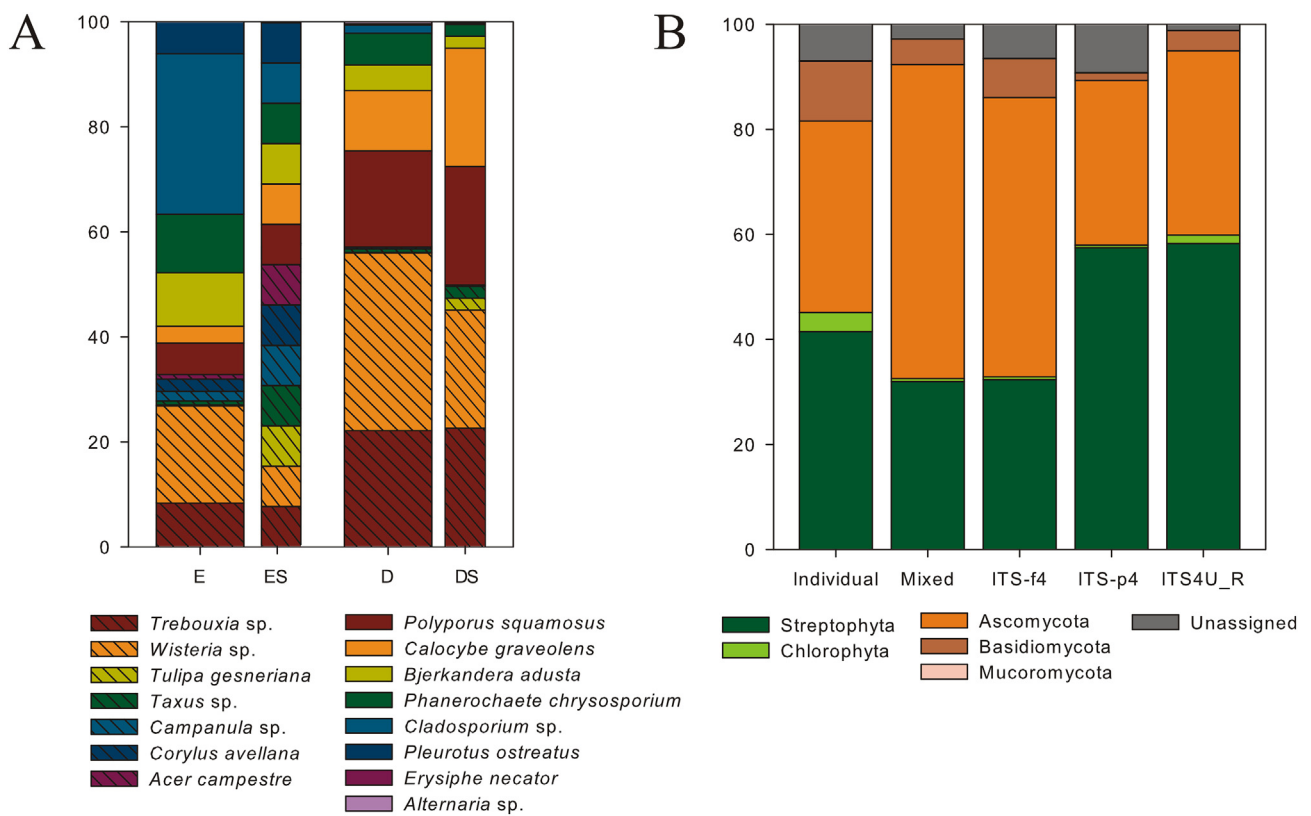 A
100
80
60
40
20
0
E ES D DS
Trebouxia sp.
Wisteria sp.
Tulipa gesneriana
Taxus sp.
Campanula sp.
Corylus avellana
Acer campestre
Polyporus squamosus
Calocybe graveolens
Bjerkandera adusta
Phanerochaete chrysosporium
Cladosporium sp.
Pleurotus ostreatus
Erysiphe necator
Alternaria sp.
B
100
80
60
40
20
0
Individual Mixed ITS-f4 ITS-p4 ITS4U_R
Streptophyta
Chlorophyta
Ascomycota
Basidiomycota
Mucoromycota
Unassigned